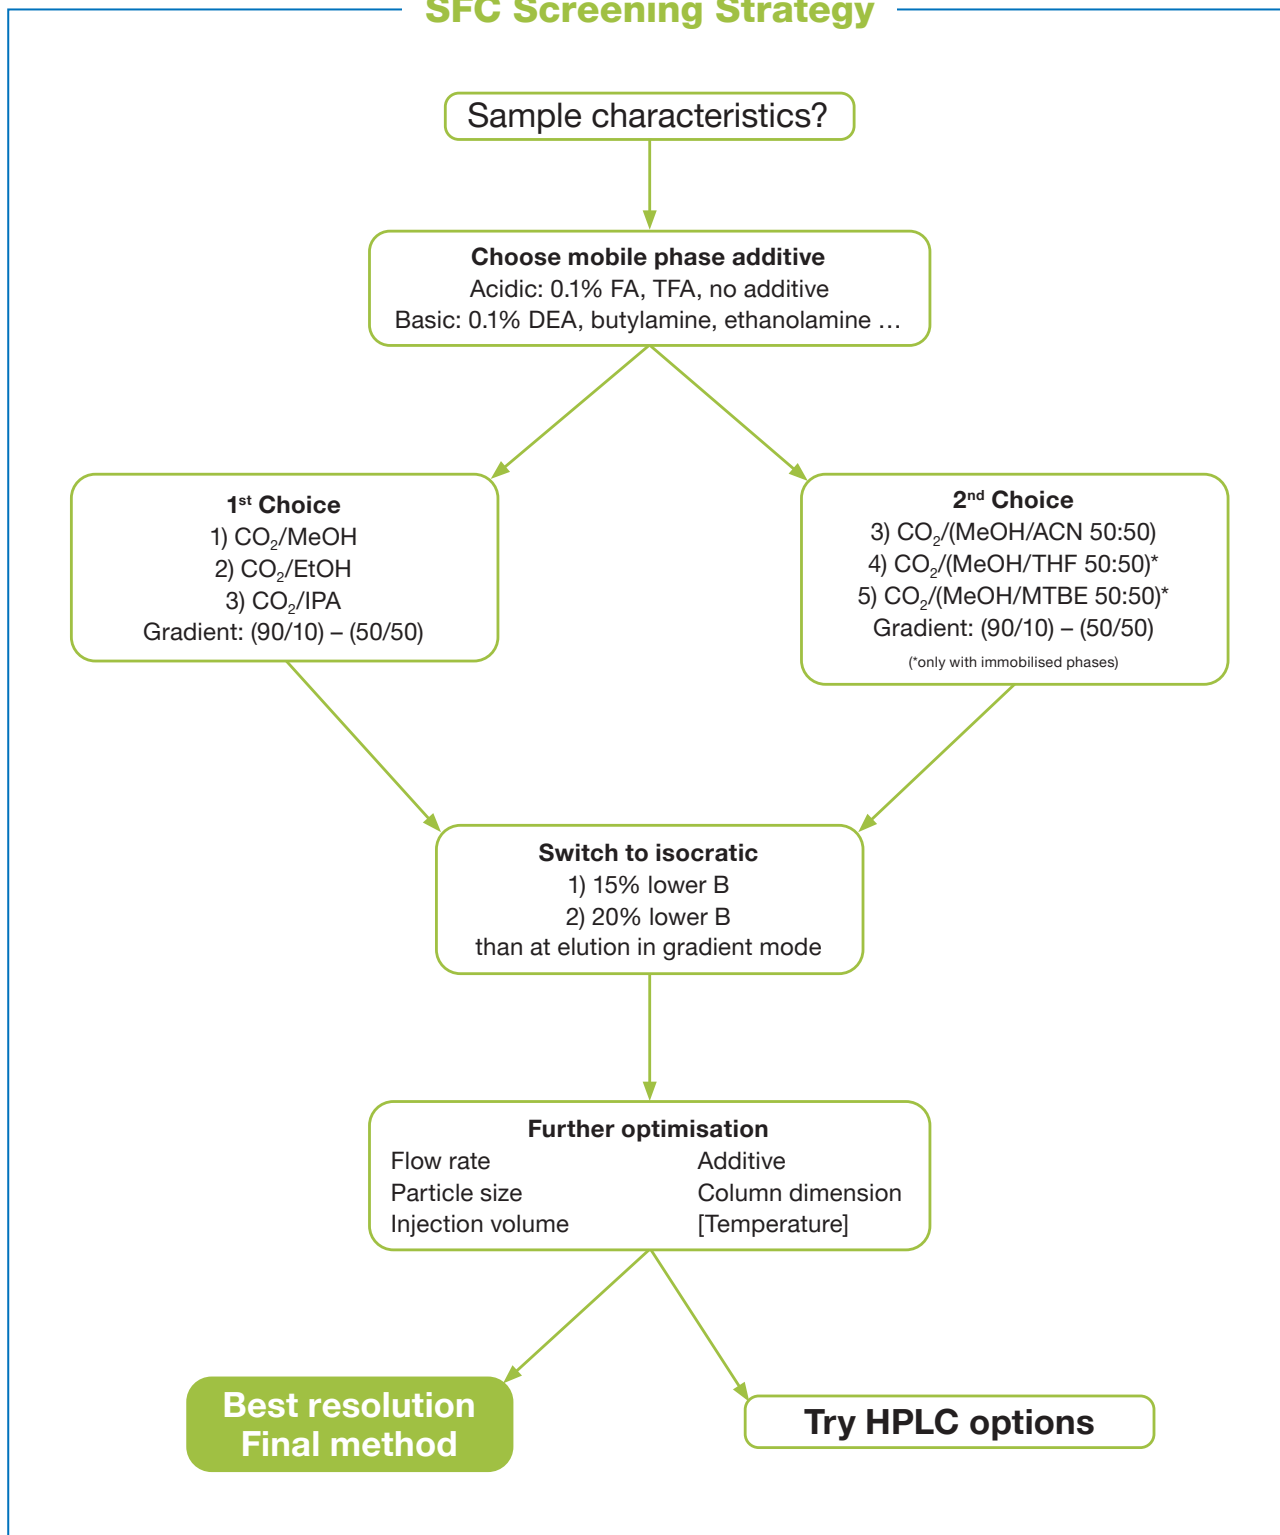 SFC Screening Strategy
Sample characteristics?
Choose mobile phase additive
Acidic: 0.1% FA, TFA, no additive
Basic: 0.1% DEA, butylamine, ethanolamine …
1st Choice
1) CO2/MeOH
2) CO2/EtOH
3) CO2/IPA
Gradient: (90/10) – (50/50)
2nd Choice
3) CO2/(MeOH/ACN 50:50)
4) CO2/(MeOH/THF 50:50)*
5) CO2/(MeOH/MTBE 50:50)*
Gradient: (90/10) – (50/50)
(*only with immobilised phases)
Switch to isocratic
1) 15% lower B
2) 20% lower B
than at elution in gradient mode
Further optimisation
Flow rate
Particle size
Injection volume
Additive
Column dimension
[Temperature]
Best resolution
Final method
Try HPLC options